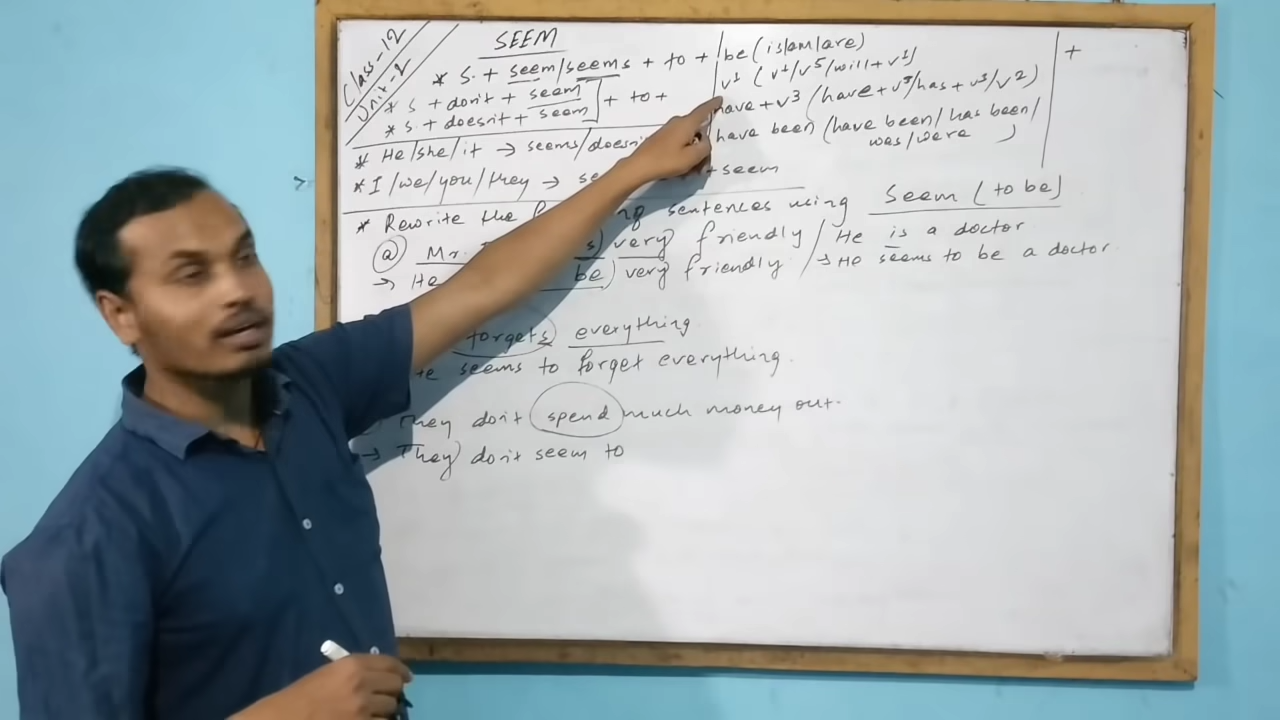 Class-12
Unit-2
SEEM
* S. + seem/seems + to +
* S + don't + seem
* S. + doesn't + seem ] + to +
be (is/am/are)
v¹ (v¹/v⁵/will+v¹)
have + v³ (have+v³/has+v³/v²)
have been (have been/has been/
was/were )
+
* He/she/it → seems/doesn't
* I/we/you/they → seem
* Rewrite the sentences using Seem (to be)
(a) Mr. very friendly / He is a doctor
→ He be) very friendly / → He seems to be a doctor.
forgets everything
He seems to forget everything.
They don't spend much money out.
→ They don't seem to